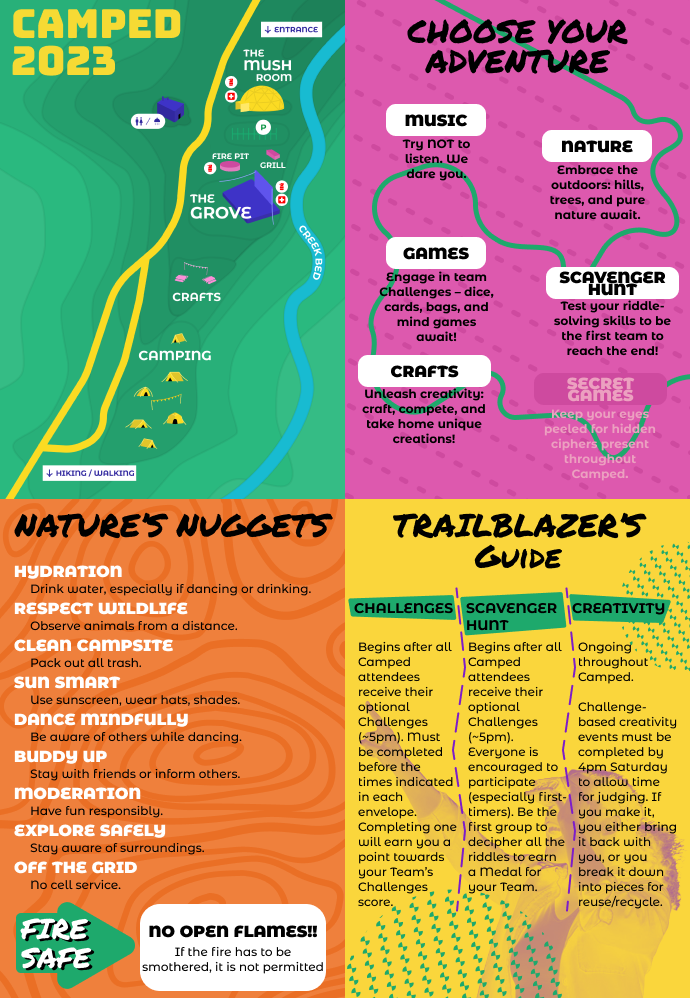 CAMPED
2023
↓ ENTRANCE
THE
MUSH
ROOM
P
FIRE PIT
GRILL
THE
GROVE
CREEK BED
CRAFTS
CAMPING
↓ HIKING / WALKING
CHOOSE YOUR
ADVENTURE
MUSIC
Try NOT to
listen. We
dare you.
NATURE
Embrace the
outdoors: hills,
trees, and pure
nature await.
GAMES
Engage in team
Challenges – dice,
cards, bags, and
mind games
await!
SCAVENGER
HUNT
Test your riddle-
solving skills to be
the first team to
reach the end!
CRAFTS
Unleash creativity:
craft, compete, and
take home unique
creations!
SECRET
GAMES
Keep your eyes
peeled for hidden
ciphers present
throughout
Camped.
NATURE'S NUGGETS
HYDRATION
Drink water, especially if dancing or drinking.
RESPECT WILDLIFE
Observe animals from a distance.
CLEAN CAMPSITE
Pack out all trash.
SUN SMART
Use sunscreen, wear hats, shades.
DANCE MINDFULLY
Be aware of others while dancing.
BUDDY UP
Stay with friends or inform others.
MODERATION
Have fun responsibly.
EXPLORE SAFELY
Stay aware of surroundings.
OFF THE GRID
No cell service.
FIRE
SAFE
NO OPEN FLAMES!!
If the fire has to be
smothered, it is not permitted
TRAILBLAZER'S
GUIDE
CHALLENGES
Begins after all
Camped
attendees
receive their
optional
Challenges
(~5pm). Must
be completed
before the
times indicated
in each
envelope.
Completing one
will earn you a
point towards
your Team's
Challenges
score.
SCAVENGER
HUNT
Begins after all
Camped
attendees
receive their
optional
Challenges
(~5pm).
Everyone is
encouraged to
participate
(especially first-
timers). Be the
first group to
decipher all the
riddles to earn
a Medal for
your Team.
CREATIVITY
Ongoing
throughout
Camped.
Challenge-
based creativity
events must be
completed by
4pm Saturday
to allow time
for judging. If
you make it,
you either bring
it back with
you, or you
break it down
into pieces for
reuse/recycle.